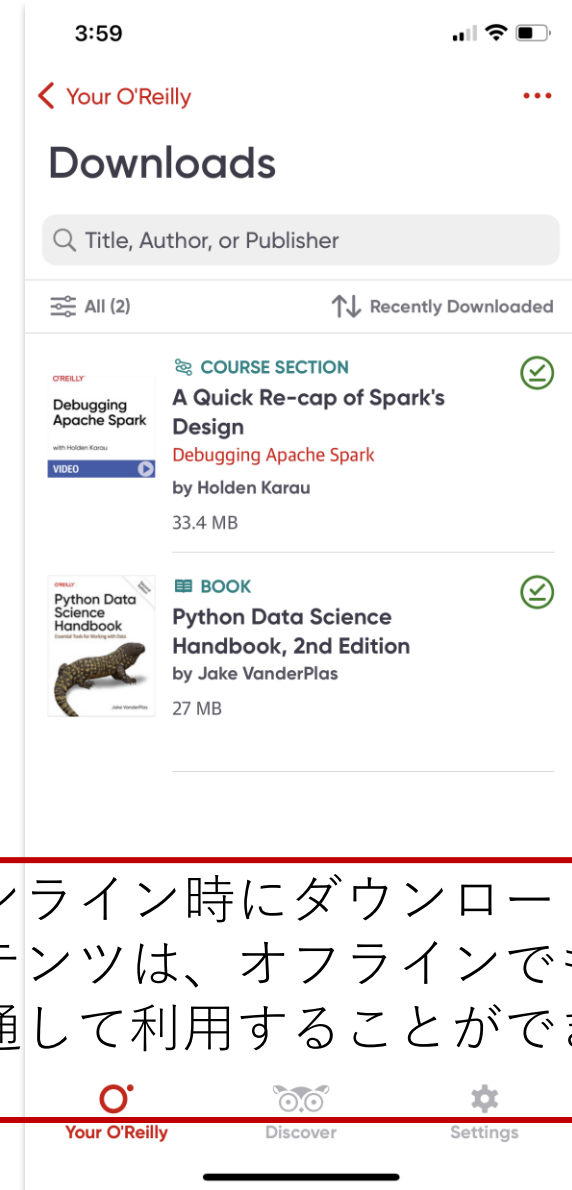 3:59
Your O'Reilly
Downloads
Title, Author, or Publisher
All (2)
Recently Downloaded
O'REILLY
Debugging
Apache Spark
with Holden Karau
VIDEO
COURSE SECTION
A Quick Re-cap of Spark's
Design
Debugging Apache Spark
by Holden Karau
33.4 MB
O'REILLY
Python Data
Science
Handbook
Essential Tools for Working with Data
Jake VanderPlas
BOOK
Python Data Science
Handbook, 2nd Edition
by Jake VanderPlas
27 MB
ンライン時にダウンロー
テンツは、オフラインでも
通して利用することができ
Your O'Reilly
Discover
Settings